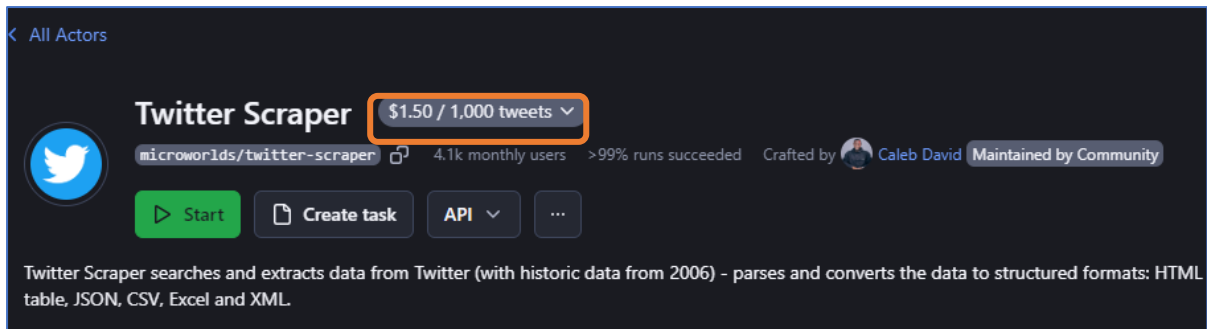 All Actors
Twitter Scraper $1.50 / 1,000 tweets
microworlds/twitter-scraper 4.1k monthly users >99% runs succeeded Crafted by Caleb David Maintained by Community
Start Create task API ...
Twitter Scraper searches and extracts data from Twitter (with historic data from 2006) - parses and converts the data to structured formats: HTML
table, JSON, CSV, Excel and XML.